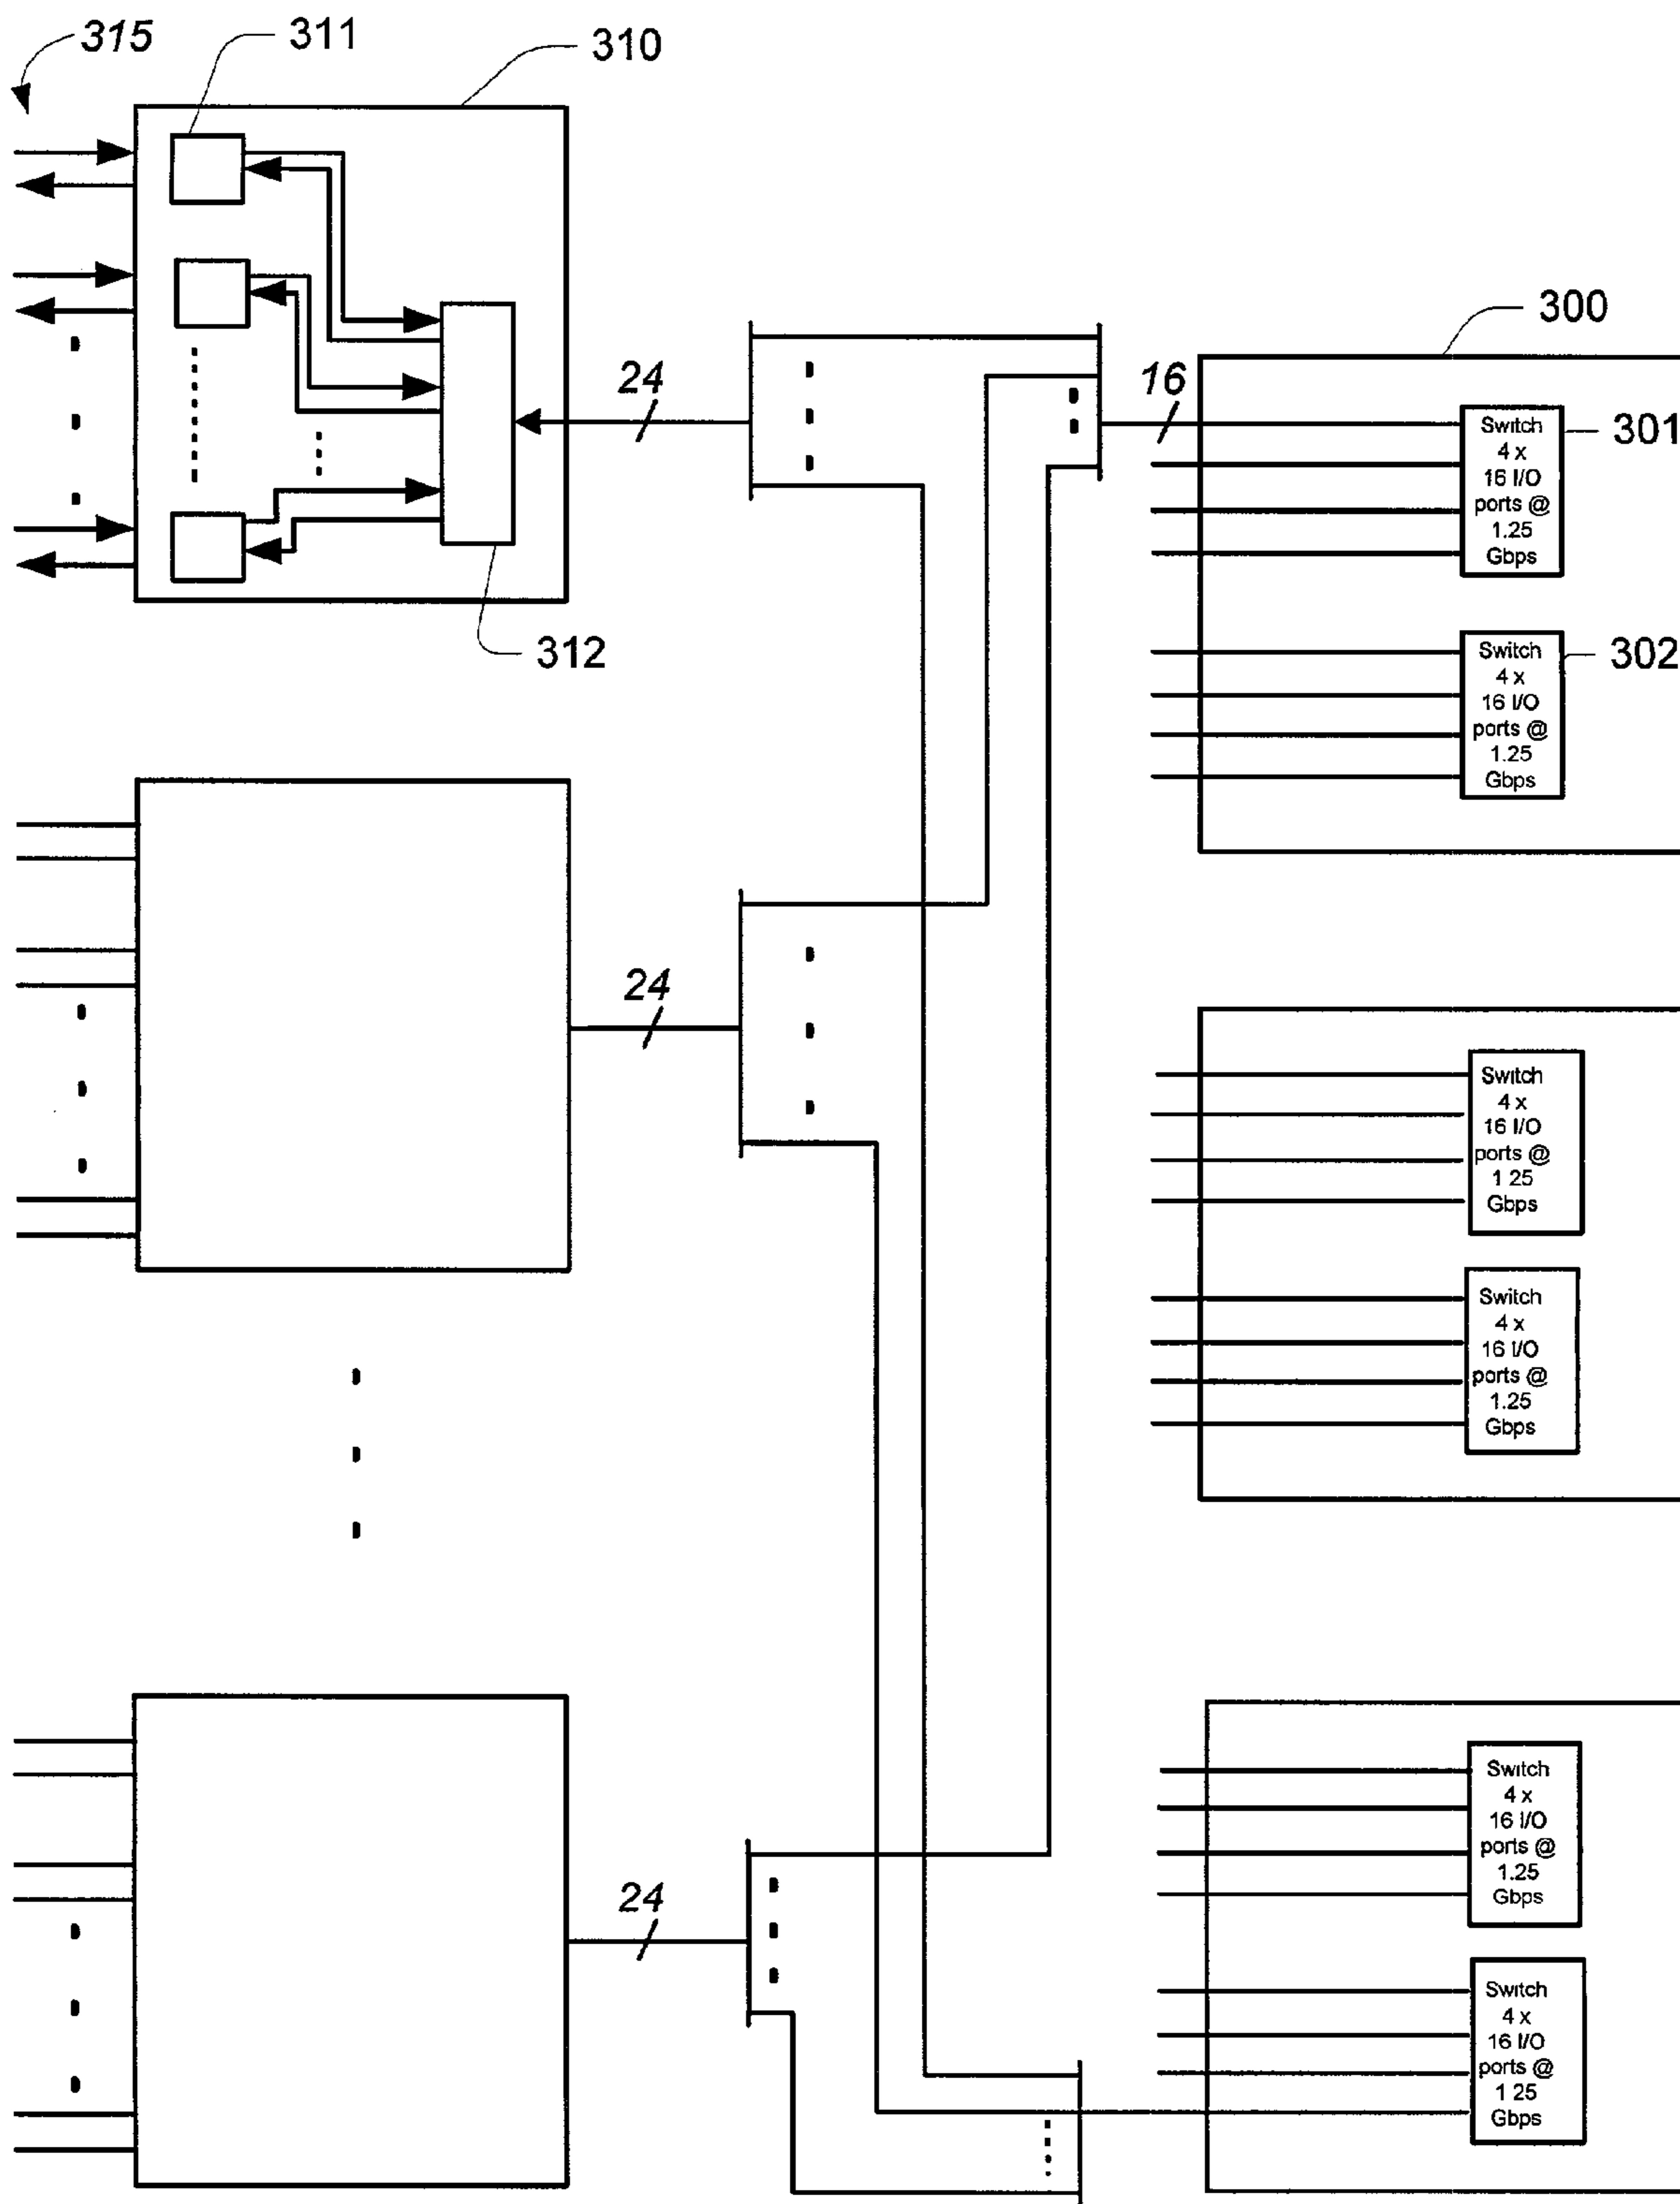 315
311
310
312
24
16
300
Switch
4 x
16 I/O
ports @
1.25
Gbps
301
Switch
4 x
16 I/O
ports @
1.25
Gbps
302
24
Switch
4 x
16 I/O
ports @
1 25
Gbps
Switch
4 x
16 I/O
ports @
1.25
Gbps
24
Switch
4 x
16 I/O
ports @
1.25
Gbps
Switch
4 x
16 I/O
ports @
1 25
Gbps